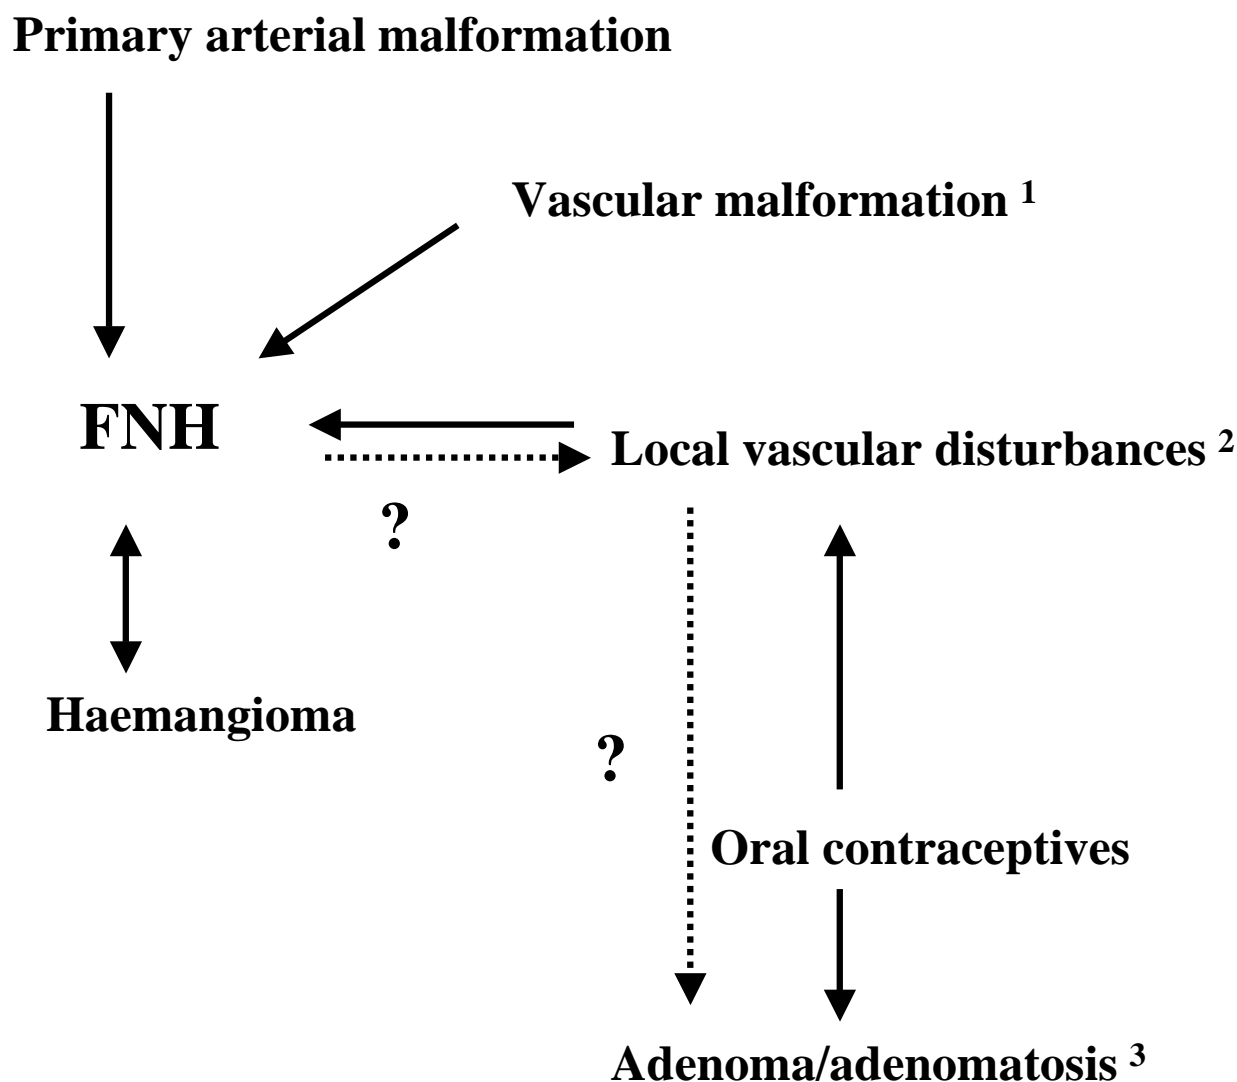 Primary arterial malformation
Vascular malformation 1
FNH
Local vascular disturbances 2
?
Haemangioma
?
Oral contraceptives
Adenoma/adenomatosis 3